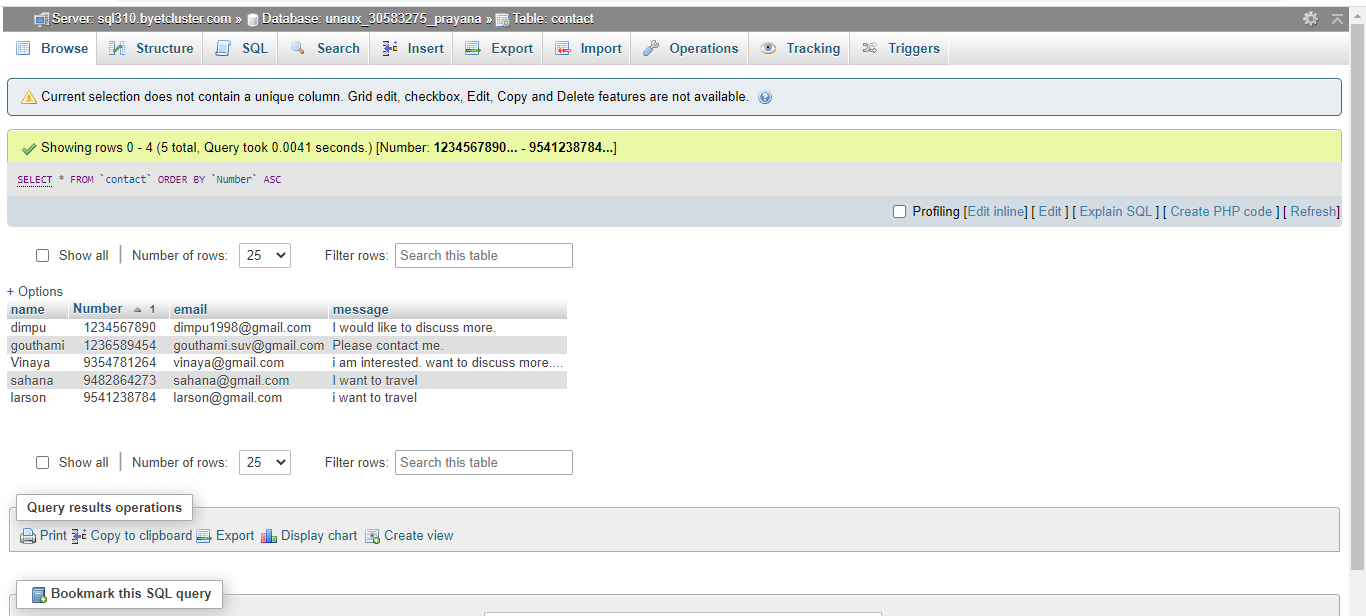 Server: sql310.byetcluster.com » Database: unaux_30583275_prayana » Table: contact
Browse Structure SQL Search Insert Export Import Operations Tracking Triggers
Current selection does not contain a unique column. Grid edit, checkbox, Edit, Copy and Delete features are not available.
Showing rows 0 - 4 (5 total, Query took 0.0041 seconds.) [Number: 1234567890... - 9541238784...]
SELECT * FROM `contact` ORDER BY `Number` ASC
Profiling [Edit inline] [ Edit ] [ Explain SQL ] [ Create PHP code ] [ Refresh]
Show all Number of rows: 25 Filter rows: Search this table
+ Options
name Number 1 email message
dimpu 1234567890 dimpu1998@gmail.com I would like to discuss more.
gouthami 1236589454 gouthami.suv@gmail.com Please contact me.
Vinaya 9354781264 vinaya@gmail.com i am interested. want to discuss more....
sahana 9482864273 sahana@gmail.com I want to travel
larson 9541238784 larson@gmail.com i want to travel
Show all Number of rows: 25 Filter rows: Search this table
Query results operations
Print Copy to clipboard Export Display chart Create view
Bookmark this SQL query